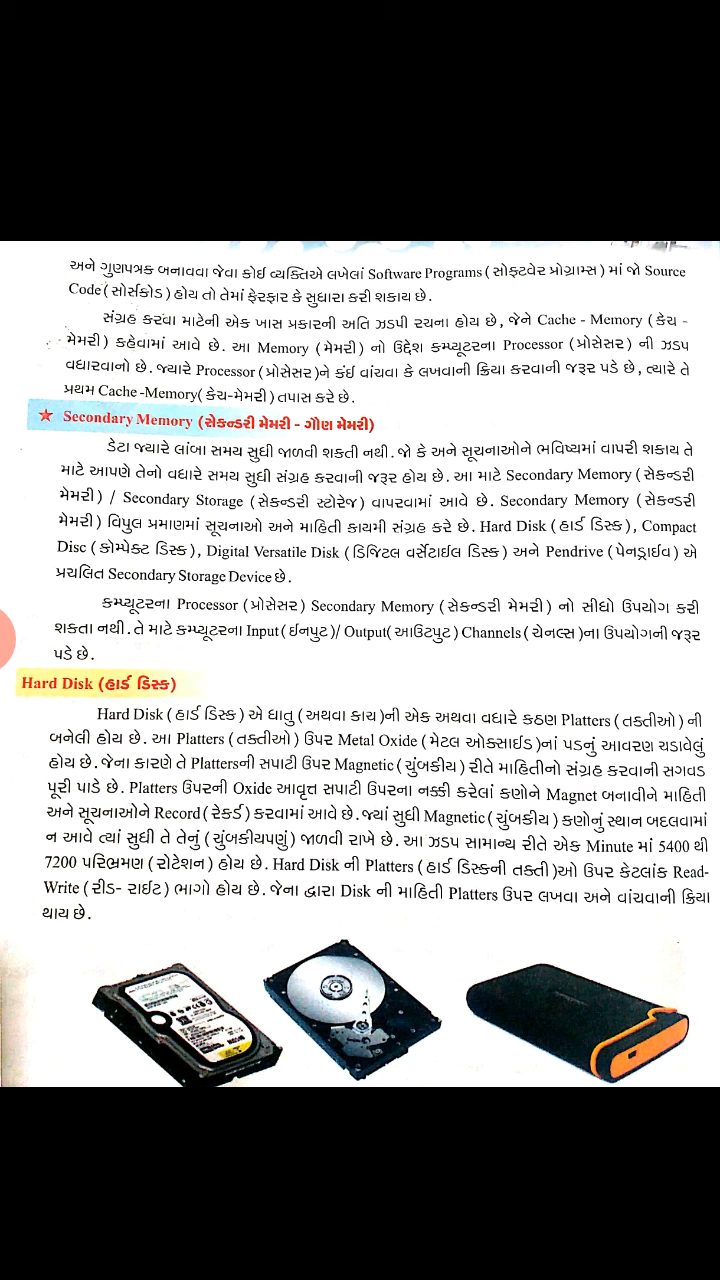 અને ગુણપત્રક બનાવવા જેવા કોઈ વ્યક્તિએ લખેલાં Software Programs ( સોફટવેર પ્રોગ્રામ્સ ) માં જો Source
Code ( સોર્સકોડ ) હોય તો તેમાં ફેરફાર કે સુધારા કરી શકાય છે .
સંગ્રહ કરવા માટેની એક ખાસ પ્રકારની અતિ ઝડપી રચના હોય છે , જેને Cache - Memory ( કેચ -
મેમરી ) કહેવામાં આવે છે . આ Memory ( મેમરી ) નો ઉદ્દેશ કમ્પ્યૂટરના Processor ( પ્રોસેસર ) ની ઝડપ
વધારવાનો છે . જ્યારે Processor ( પ્રોસેસર )ને કંઈ વાંચવા કે લખવાની ક્રિયા કરવાની જરૂર પડે છે , ત્યારે તે
પ્રથમ Cache -Memory( કેચ-મેમરી ) તપાસ કરે છે .
★ Secondary Memory (સેકન્ડરી મેમરી - ગૌણ મેમરી)
ડેટા જ્યારે લાંબા સમય સુધી જાળવી શકતી નથી . જો કે અને સૂચનાઓને ભવિષ્યમાં વાપરી શકાય તે
માટે આપણે તેનો વધારે સમય સુધી સંગ્રહ કરવાની જરૂર હોય છે . આ માટે Secondary Memory ( સેકન્ડરી
મેમરી ) / Secondary Storage ( સેકન્ડરી સ્ટોરેજ ) વાપરવામાં આવે છે . Secondary Memory ( સેકન્ડરી
મેમરી ) વિપુલ પ્રમાણમાં સૂચનાઓ અને માહિતી કાયમી સંગ્રહ કરે છે . Hard Disk ( હાર્ડ ડિસ્ક ) , Compact
Disc ( કોમ્પેક્ટ ડિસ્ક ) , Digital Versatile Disk ( ડિજિટલ વર્સેટાઈલ ડિસ્ક ) અને Pendrive ( પેનડ્રાઈવ ) એ
પ્રચલિત Secondary Storage Device છે .
કમ્પ્યૂટરના Processor ( પ્રોસેસર ) Secondary Memory ( સેકન્ડરી મેમરી ) નો સીધો ઉપયોગ કરી
શકતા નથી . તે માટે કમ્પ્યૂટરના Input ( ઈનપુટ )/ Output( આઉટપુટ ) Channels ( ચેનલ્સ )ના ઉપયોગની જરૂર
પડે છે .
Hard Disk (હાર્ડ ડિસ્ક)
Hard Disk ( હાર્ડ ડિસ્ક ) એ ધાતુ ( અથવા કાચ )ની એક અથવા વધારે કઠણ Platters ( તક્તીઓ ) ની
બનેલી હોય છે . આ Platters ( તક્તીઓ ) ઉપર Metal Oxide ( મેટલ ઓક્સાઈડ )નાં પડનું આવરણ ચડાવેલું
હોય છે . જેના કારણે તે Plattersની સપાટી ઉપર Magnetic ( ચુંબકીય ) રીતે માહિતીનો સંગ્રહ કરવાની સગવડ
પૂરી પાડે છે . Platters ઉપરની Oxide આવૃત્ત સપાટી ઉપરના નક્કી કરેલાં કણોને Magnet બનાવીને માહિતી
અને સૂચનાઓને Record ( રેકર્ડ ) કરવામાં આવે છે . જ્યાં સુધી Magnetic ( ચુંબકીય ) કણોનું સ્થાન બદલવામાં
ન આવે ત્યાં સુધી તે તેનું ( ચુંબકીયપણું ) જાળવી રાખે છે . આ ઝડપ સામાન્ય રીતે એક Minute માં 5400 થી
7200 પરિભ્રમણ ( રોટેશન ) હોય છે . Hard Disk ની Platters ( હાર્ડ ડિસ્કની તક્તી )ઓ ઉપર કેટલાંક Read-
Write ( રીડ- રાઈટ ) ભાગો હોય છે . જેના દ્વારા Disk ની માહિતી Platters ઉપર લખવા અને વાંચવાની ક્રિયા
થાય છે .